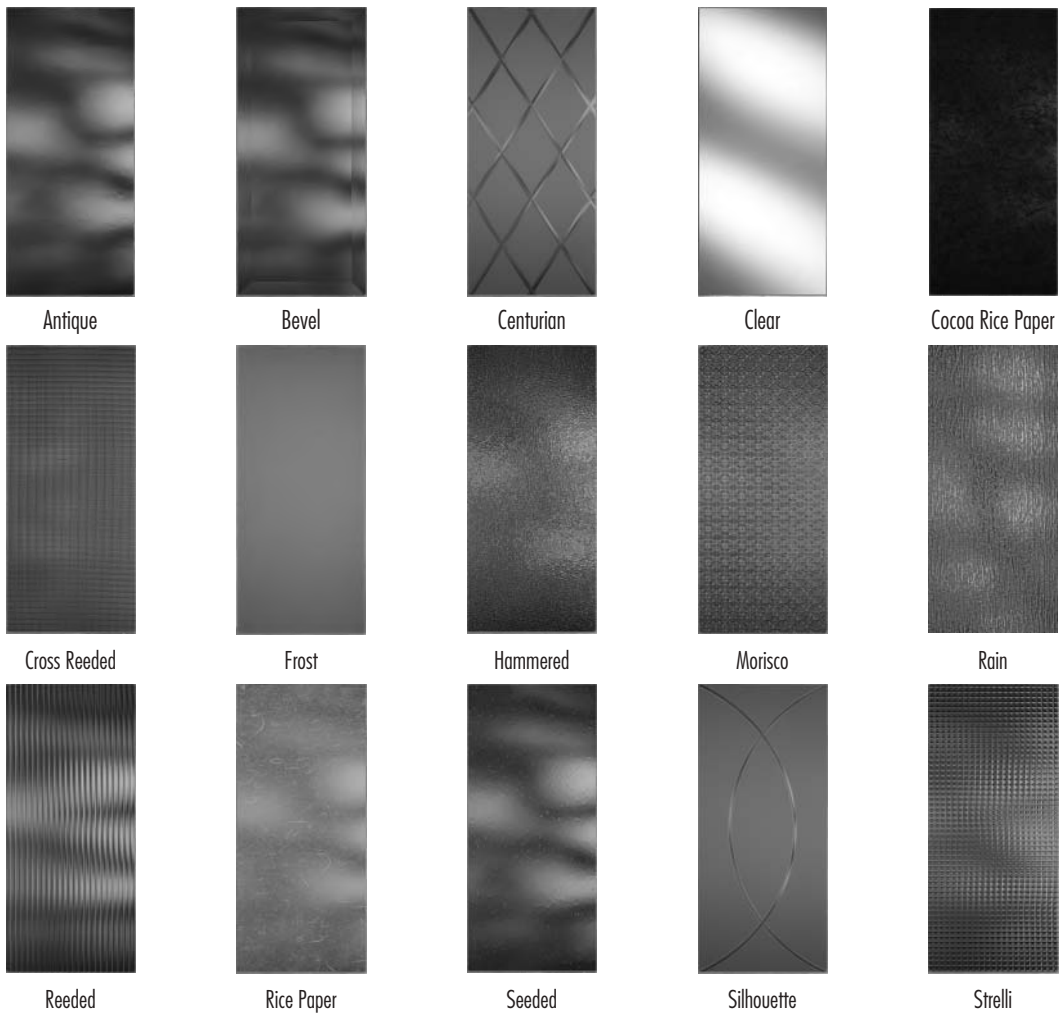 Antique
Bevel
Centurian
Clear
Cocoa Rice Paper
Cross Reeded
Frost
Hammered
Morisco
Rain
Reeded
Rice Paper
Seeded
Silhouette
Strelli